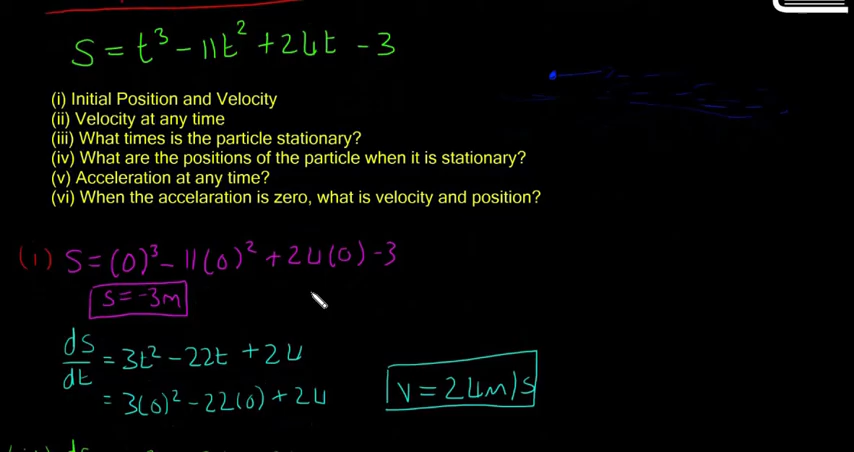 S = t³ - 11t² + 24t - 3
(i) Initial Position and Velocity
(ii) Velocity at any time
(iii) What times is the particle stationary?
(iv) What are the positions of the particle when it is stationary?
(v) Acceleration at any time?
(vi) When the accelaration is zero, what is velocity and position?
(i) S = (0)³ - 11(0)² + 24(0) - 3
s = -3m
ds/dt = 3t² - 22t + 24
= 3(0)² - 22(0) + 24
v = 24m/s